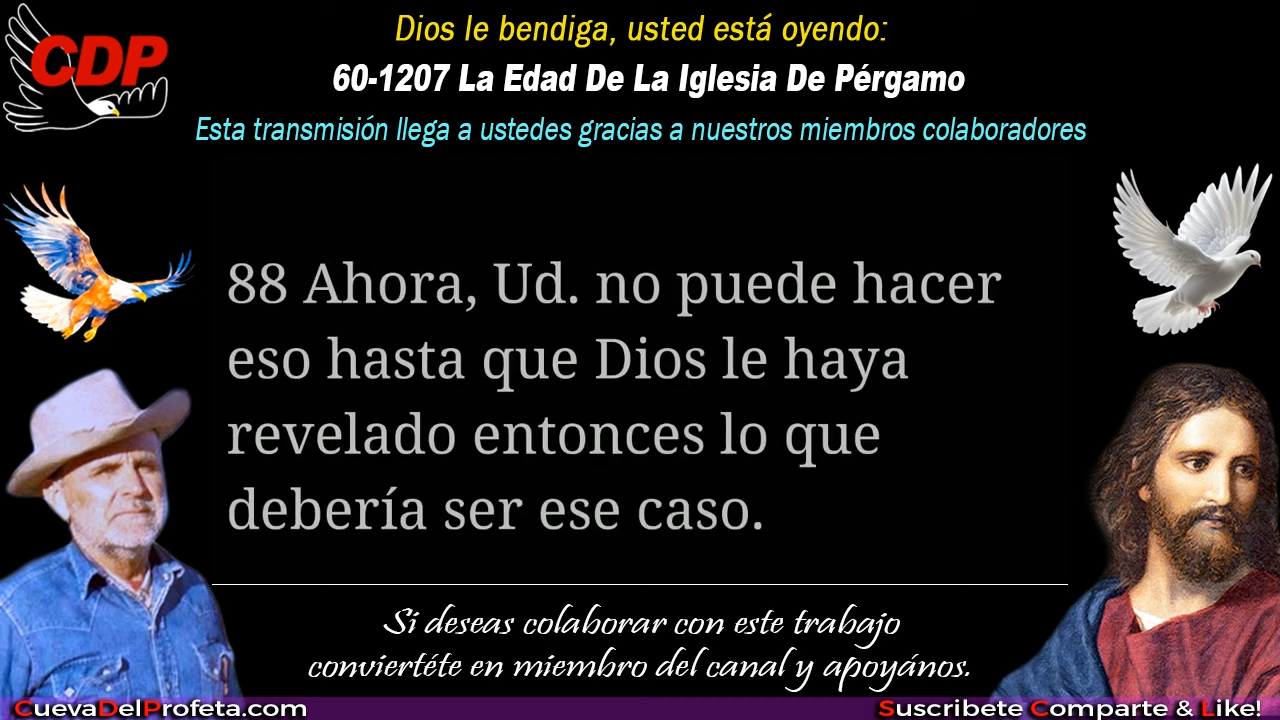 CDP
Dios le bendiga, usted está oyendo:
60-1207 La Edad De La Iglesia De Pérgamo
Esta transmisión llega a ustedes gracias a nuestros miembros colaboradores
88 Ahora, Ud. no puede hacer
eso hasta que Dios le haya
revelado entonces lo que
debería ser ese caso.
Si deseas colaborar con este trabajo
conviertéte en miembro del canal y apoyános.
CuevaDelProfeta.com
Suscribete Comparte & Like!